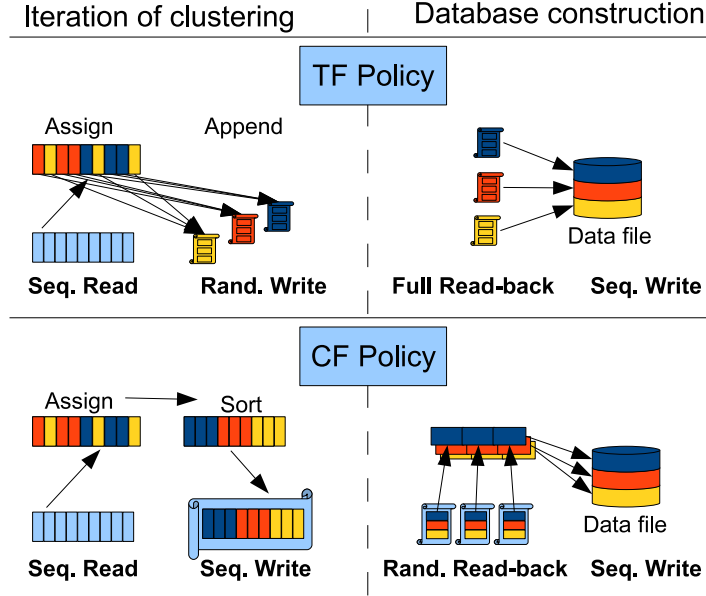 Iteration of clustering
Database construction
TF Policy
Assign
Append
Data file
Seq. Read
Rand. Write
Full Read-back
Seq. Write
CF Policy
Assign
Sort
Data file
Seq. Read
Seq. Write
Rand. Read-back
Seq. Write